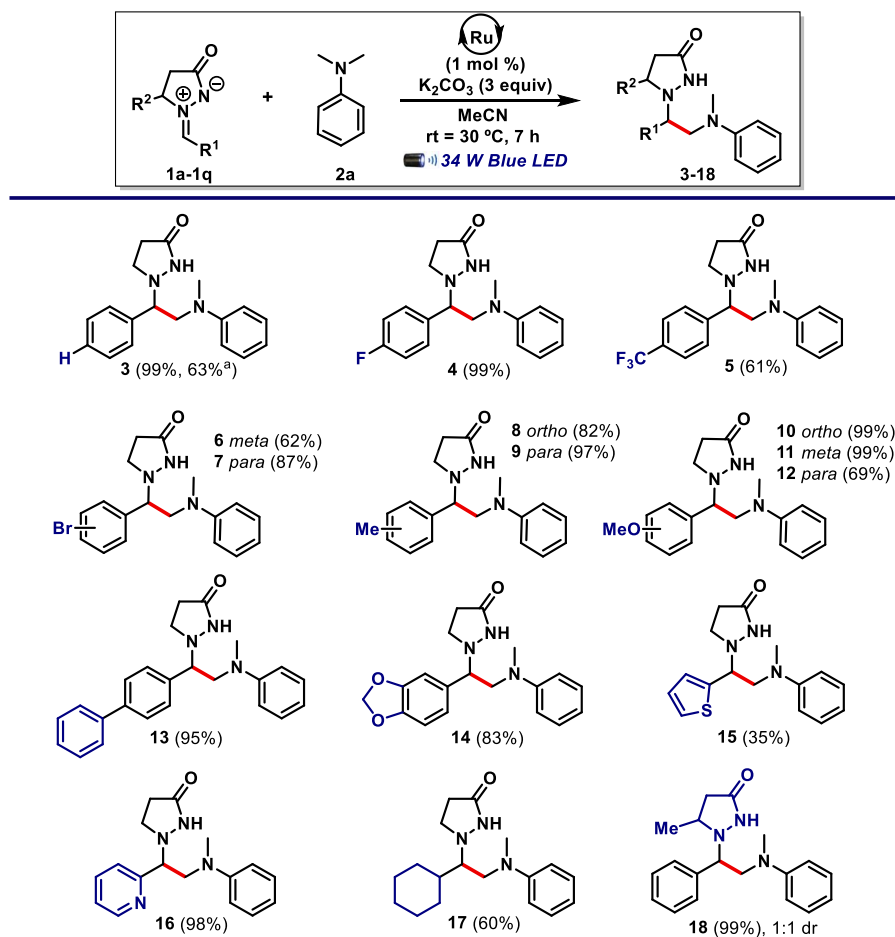 Ru
(1 mol %)
K₂CO₃ (3 equiv)
MeCN
rt = 30 ºC, 7 h
34 W Blue LED
O
R²
N
N
R¹
+
N
O
R²
NH
N
N
R¹
1a-1q
2a
3-18
O
NH
N
N
H
3 (99%, 63%ᵃ)
O
NH
N
N
F
4 (99%)
O
NH
N
N
F₃C
5 (61%)
O
NH
N
N
Br
6 meta (62%)
7 para (87%)
O
NH
N
N
Me
8 ortho (82%)
9 para (97%)
O
NH
N
N
MeO
10 ortho (99%)
11 meta (99%)
12 para (69%)
O
NH
N
N
13 (95%)
O
NH
N
N
O
O
14 (83%)
O
NH
N
N
S
15 (35%)
O
NH
N
N
N
16 (98%)
O
NH
N
N
17 (60%)
O
Me
NH
N
N
18 (99%), 1:1 dr